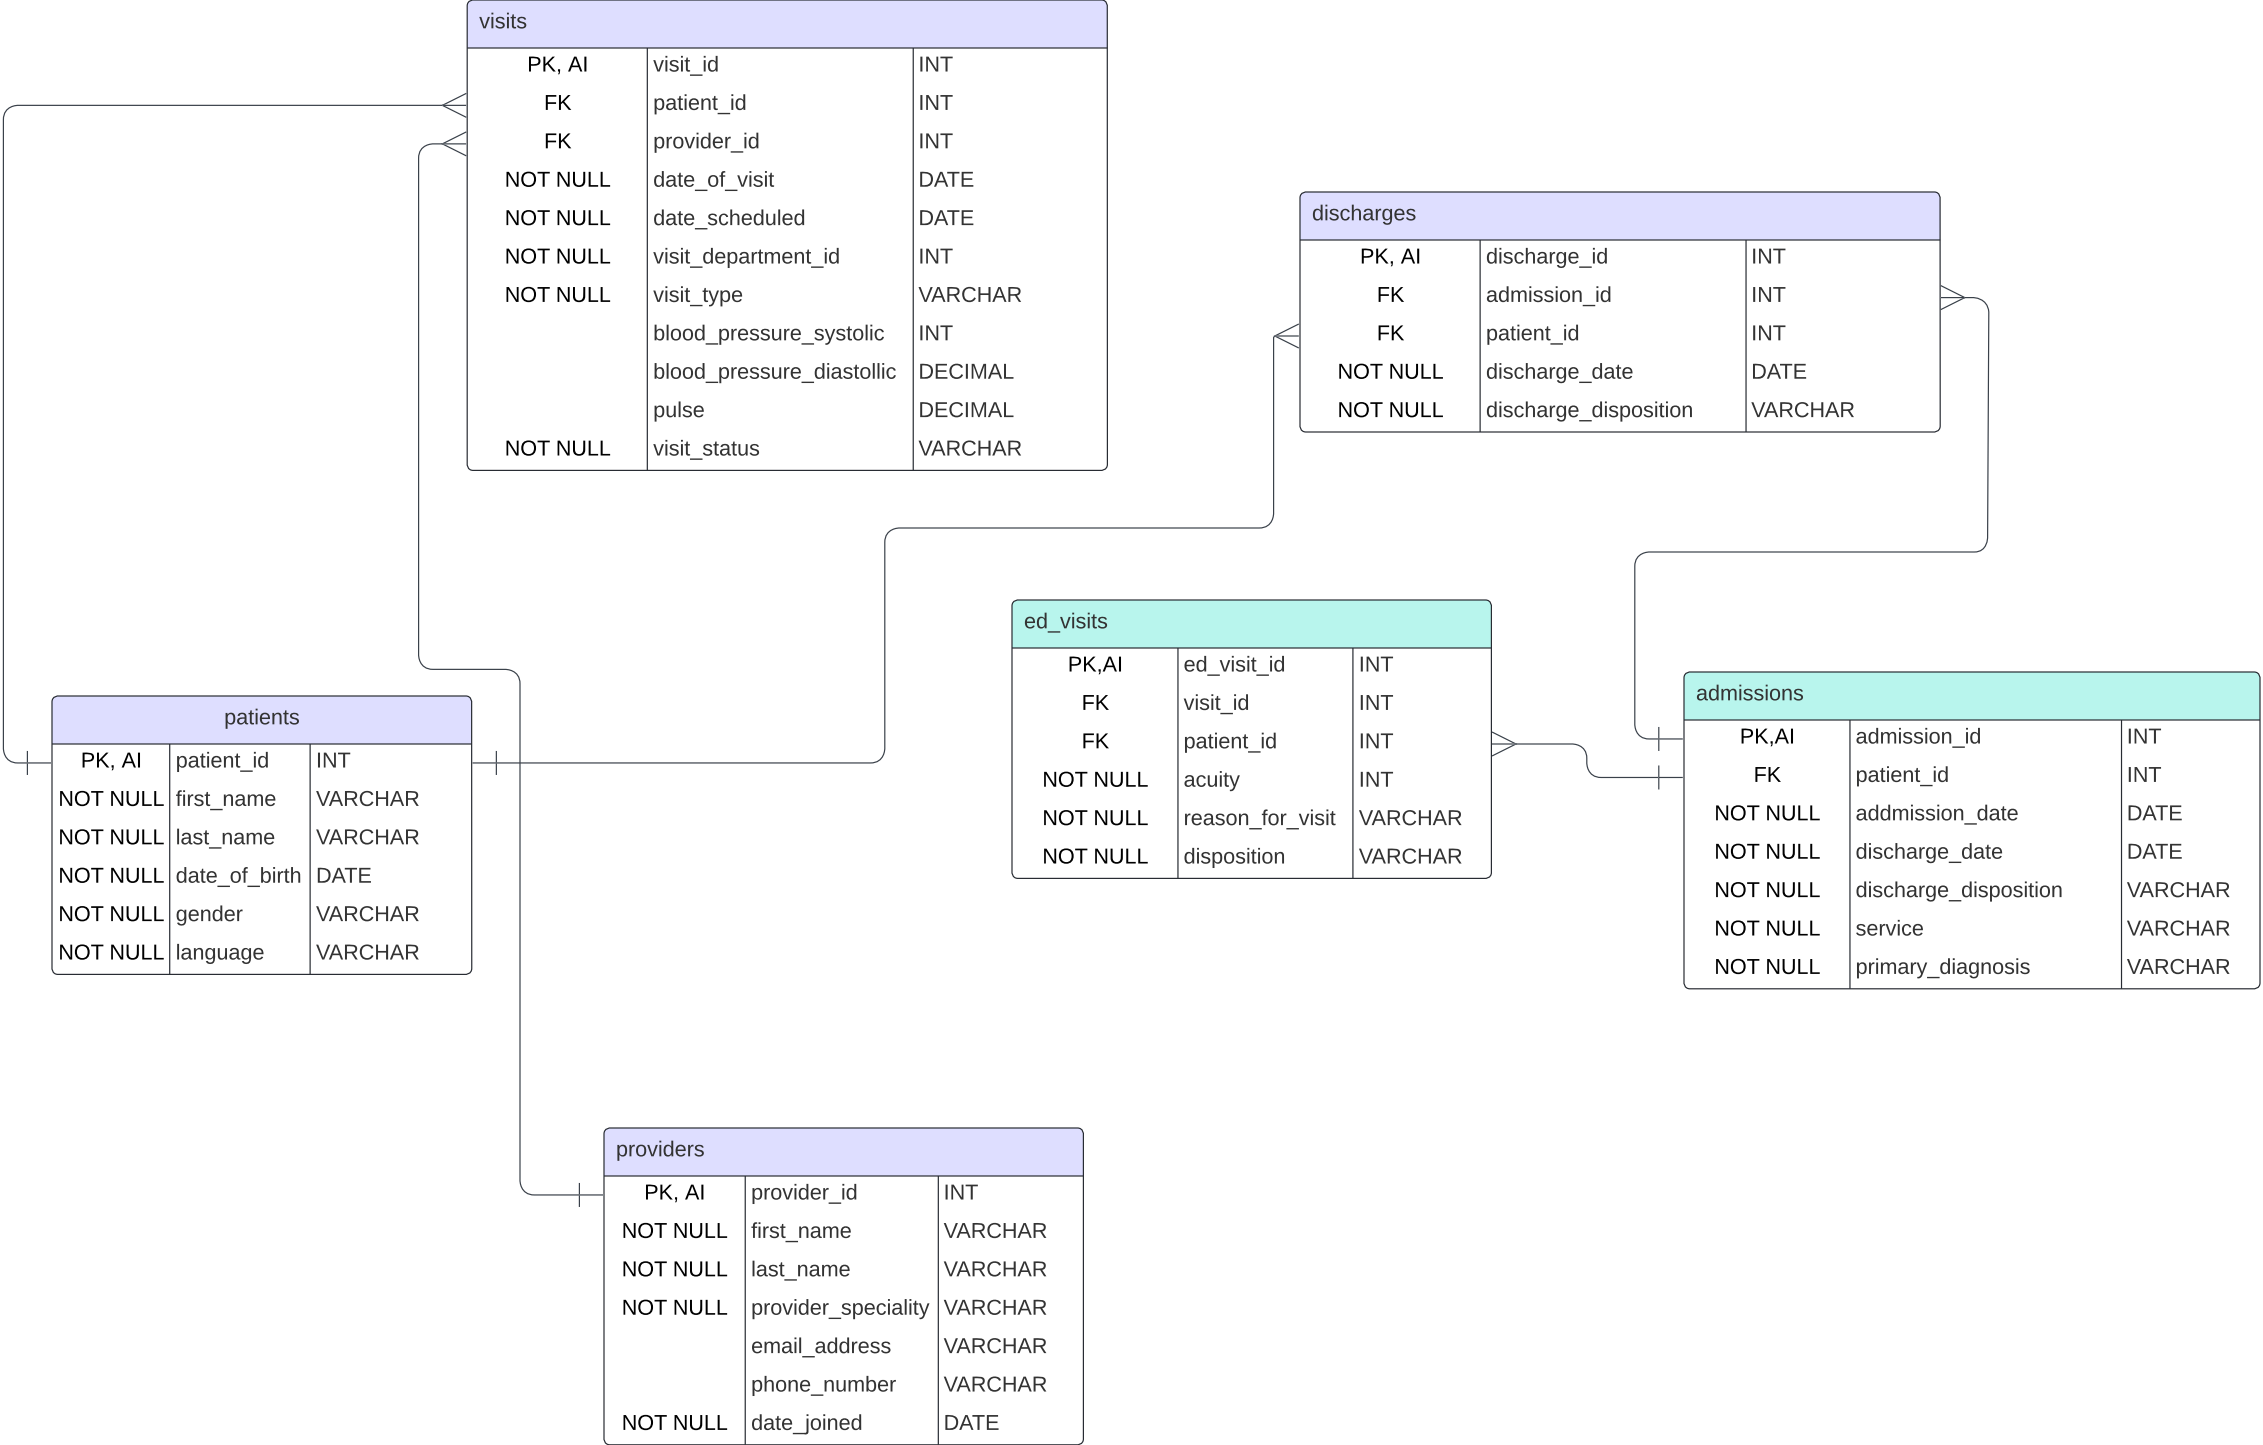 visits
PK, AI visit_id INT
FK patient_id INT
FK provider_id INT
NOT NULL date_of_visit DATE
NOT NULL date_scheduled DATE
NOT NULL visit_department_id INT
NOT NULL visit_type VARCHAR
blood_pressure_systolic INT
blood_pressure_diastollic DECIMAL
pulse DECIMAL
NOT NULL visit_status VARCHAR
discharges
PK, AI discharge_id INT
FK admission_id INT
FK patient_id INT
NOT NULL discharge_date DATE
NOT NULL discharge_disposition VARCHAR
ed_visits
PK,AI ed_visit_id INT
FK visit_id INT
FK patient_id INT
NOT NULL acuity INT
NOT NULL reason_for_visit VARCHAR
NOT NULL disposition VARCHAR
admissions
PK,AI admission_id INT
FK patient_id INT
NOT NULL addmission_date DATE
NOT NULL discharge_date DATE
NOT NULL discharge_disposition VARCHAR
NOT NULL service VARCHAR
NOT NULL primary_diagnosis VARCHAR
patients
PK, AI patient_id INT
NOT NULL first_name VARCHAR
NOT NULL last_name VARCHAR
NOT NULL date_of_birth DATE
NOT NULL gender VARCHAR
NOT NULL language VARCHAR
providers
PK, AI provider_id INT
NOT NULL first_name VARCHAR
NOT NULL last_name VARCHAR
NOT NULL provider_speciality VARCHAR
email_address VARCHAR
phone_number VARCHAR
NOT NULL date_joined DATE